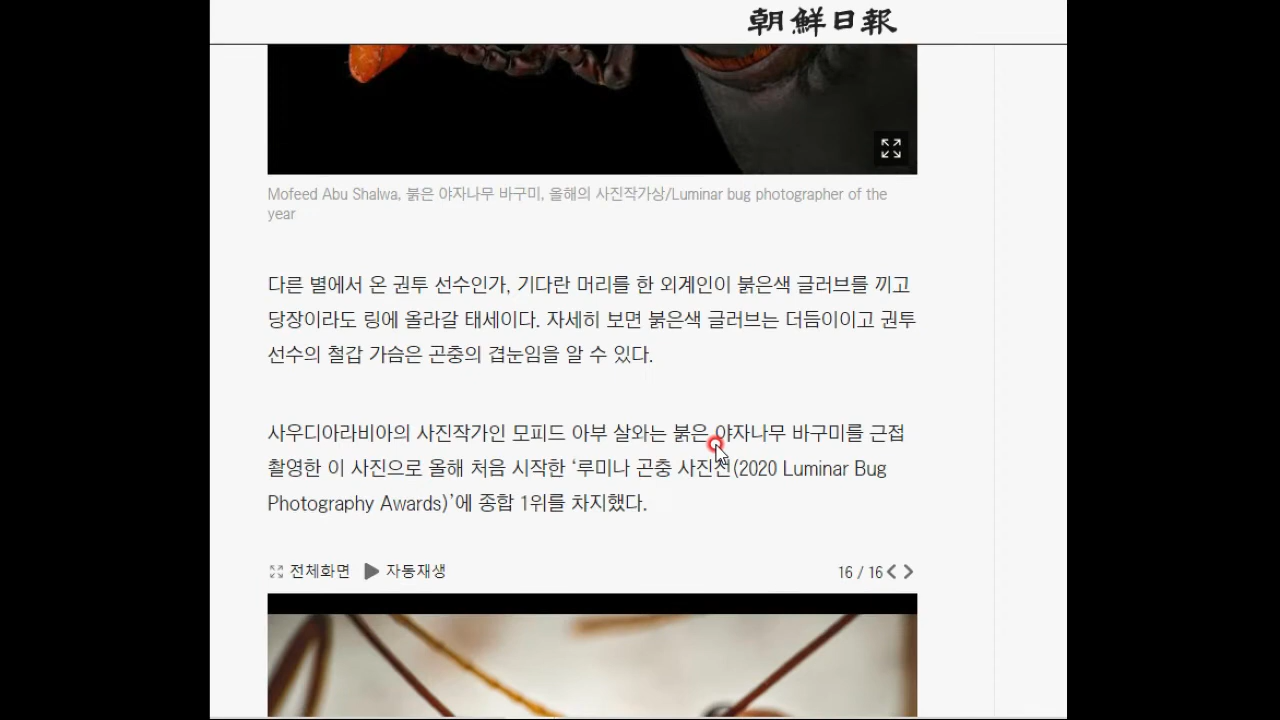 朝鮮日報
Mofeed Abu Shalwa, 붉은 야자나무 바구미, 올해의 사진작가상/Luminar bug photographer of the
year
다른 별에서 온 권투 선수인가, 기다란 머리를 한 외계인이 붉은색 글러브를 끼고
당장이라도 링에 올라갈 태세이다. 자세히 보면 붉은색 글러브는 더듬이이고 권투
선수의 철갑 가슴은 곤충의 겹눈임을 알 수 있다.
사우디아라비아의 사진작가인 모피드 아부 살와는 붉은 야자나무 바구미를 근접
촬영한 이 사진으로 올해 처음 시작한 ‘루미나 곤충 사진전(2020 Luminar Bug
Photography Awards)’에 종합 1위를 차지했다.
전체화면 자동재생 16 / 16